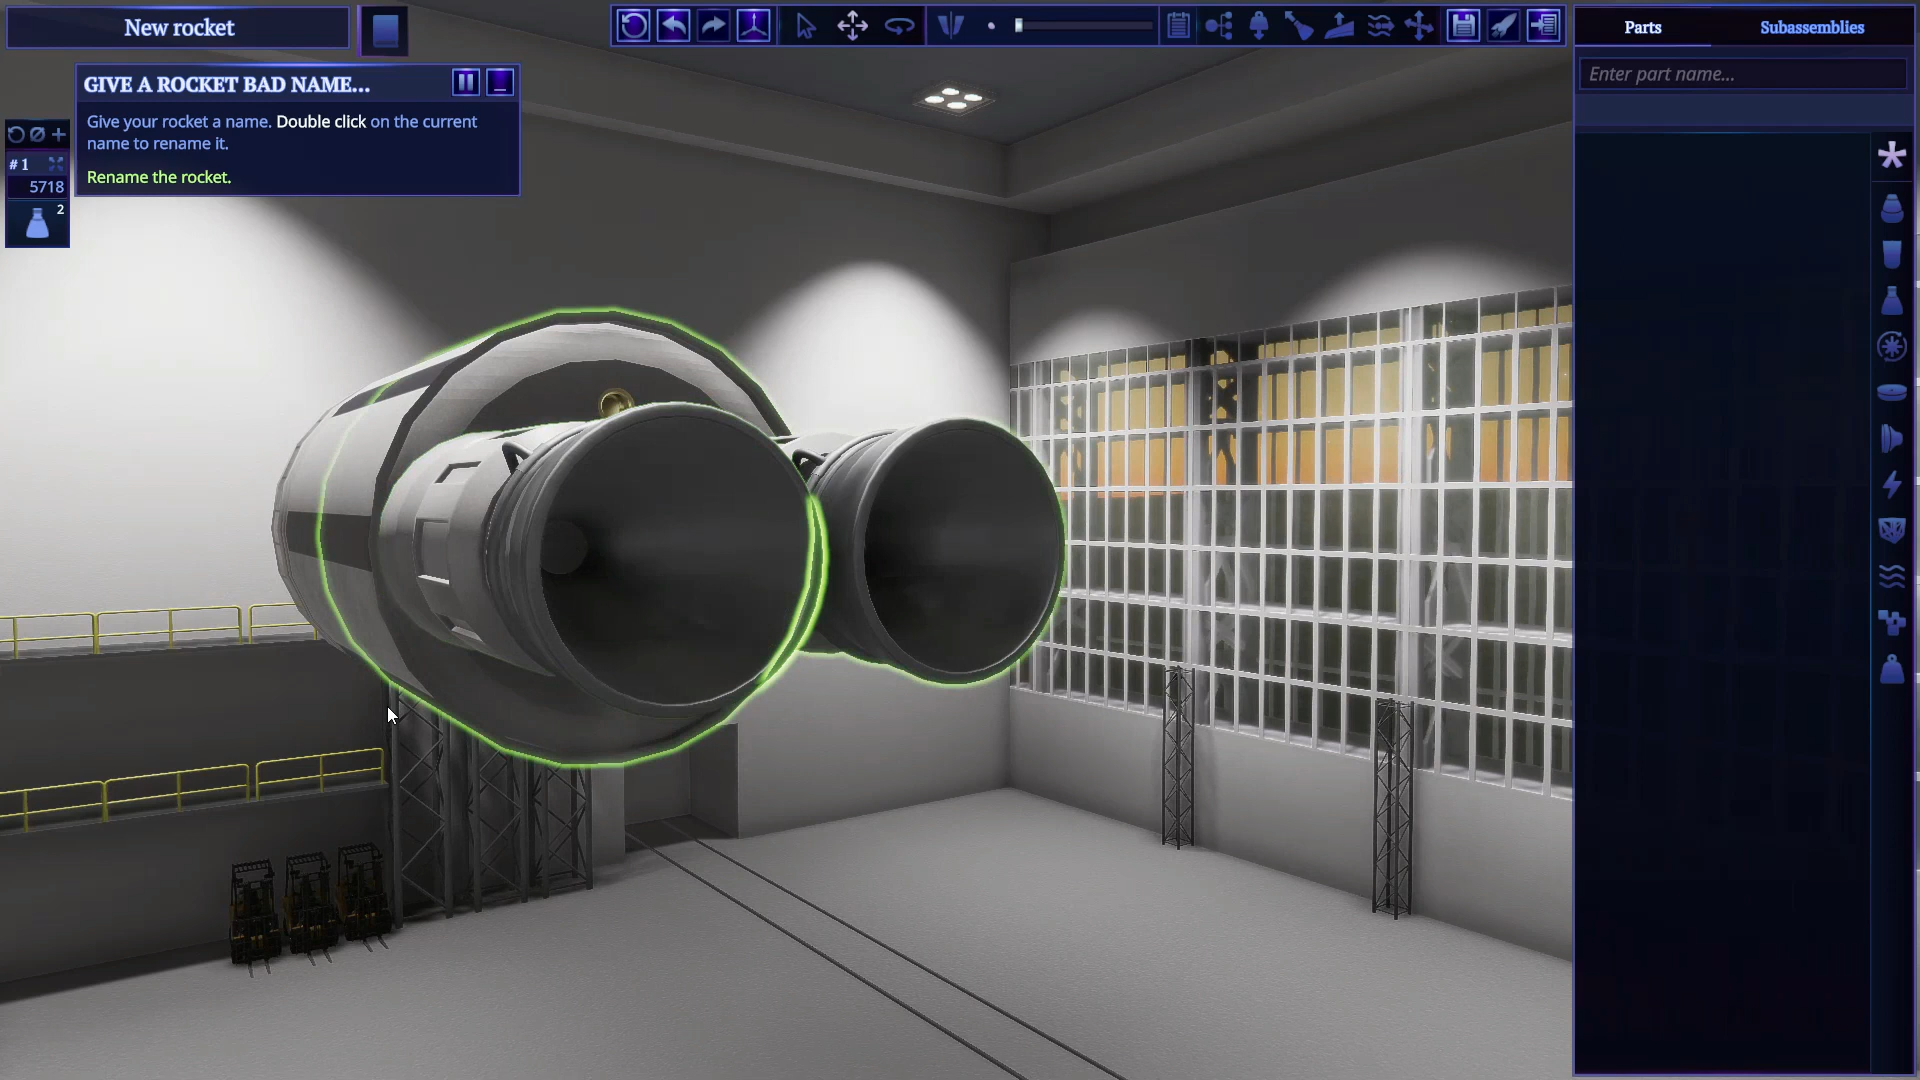 New rocket
GIVE A ROCKET BAD NAME...
Give your rocket a name. Double click on the current
name to rename it.
Rename the rocket.
# 1
5718
2
Parts
Subassemblies
Enter part name...